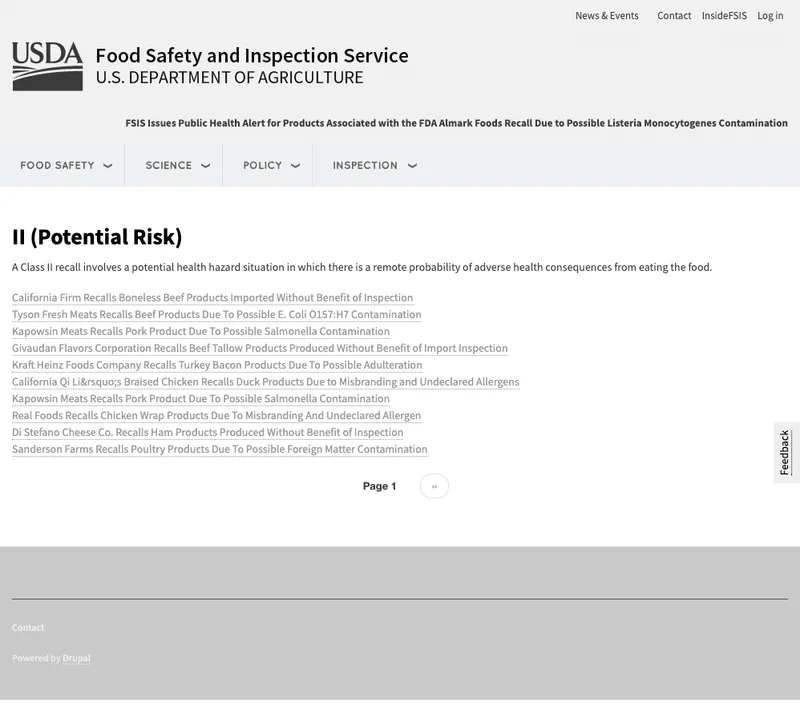 News & Events Contact InsideFSIS Log in
USDA
Food Safety and Inspection Service
U.S. DEPARTMENT OF AGRICULTURE
FSIS Issues Public Health Alert for Products Associated with the FDA Almark Foods Recall Due to Possible Listeria Monocytogenes Contamination
FOOD SAFETY SCIENCE POLICY INSPECTION
II (Potential Risk)
A Class II recall involves a potential health hazard situation in which there is a remote probability of adverse health consequences from eating the food.
California Firm Recalls Boneless Beef Products Imported Without Benefit of Inspection
Tyson Fresh Meats Recalls Beef Products Due To Possible E. Coli O157:H7 Contamination
Kapowsin Meats Recalls Pork Product Due To Possible Salmonella Contamination
Givaudan Flavors Corporation Recalls Beef Tallow Products Produced Without Benefit of Import Inspection
Kraft Heinz Foods Company Recalls Turkey Bacon Products Due To Possible Adulteration
California Qi Li&rsquo;s Braised Chicken Recalls Duck Products Due to Misbranding and Undeclared Allergens
Kapowsin Meats Recalls Pork Product Due To Possible Salmonella Contamination
Real Foods Recalls Chicken Wrap Products Due To Misbranding And Undeclared Allergen
Di Stefano Cheese Co. Recalls Ham Products Produced Without Benefit of Inspection
Sanderson Farms Recalls Poultry Products Due To Possible Foreign Matter Contamination
Feedback
Page 1 ››
Contact
Powered by Drupal